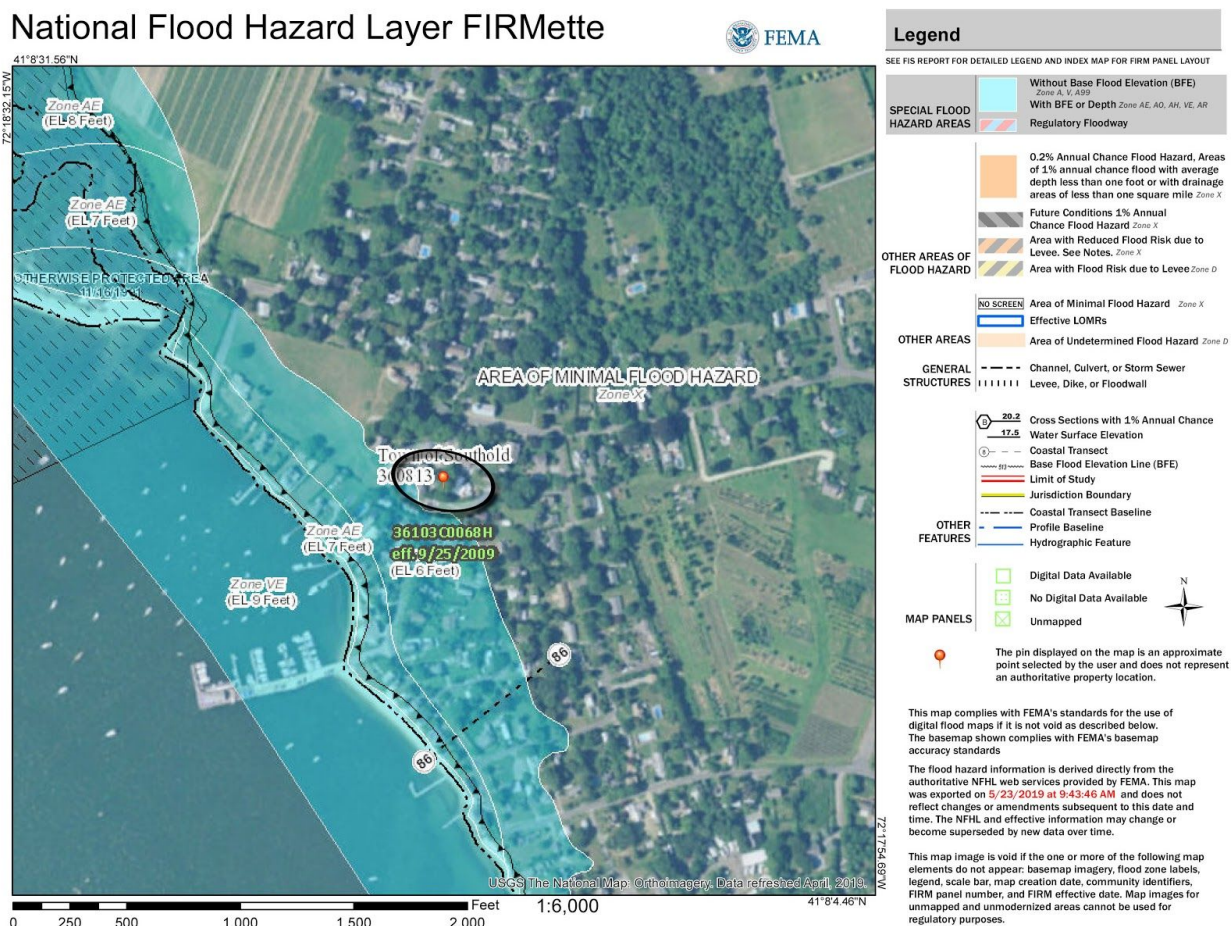 National Flood Hazard Layer FIRMette
FEMA
41°8'31.56"N
72°18'32.15"W
Zone AE
(EL 8 Feet)
Zone AE
(EL 7 Feet)
OTHERWISE PROTECTED AREA
AREA OF MINIMAL FLOOD HAZARD
Zone X
Town of Southold
360813
36103C0068H
eff. 9/25/2009
(EL 6 Feet)
Zone AE
(EL 7 Feet)
Zone VE
(EL 9 Feet)
86
86
USGS The National Map: Orthoimagery. Data refreshed April, 2019.
72°17'54.69"W
41°8'4.46"N
0 250 500 1,000 1,500 2,000 Feet 1:6,000
Legend
SEE FIS REPORT FOR DETAILED LEGEND AND INDEX MAP FOR FIRM PANEL LAYOUT
SPECIAL FLOOD
HAZARD AREAS
Without Base Flood Elevation (BFE)
Zone A, V, A99
With BFE or Depth Zone AE, AO, AH, VE, AR
Regulatory Floodway
0.2% Annual Chance Flood Hazard, Areas
of 1% annual chance flood with average
depth less than one foot or with drainage
areas of less than one square mile Zone X
Future Conditions 1% Annual
Chance Flood Hazard Zone X
Area with Reduced Flood Risk due to
Levee. See Notes. Zone X
Area with Flood Risk due to Levee Zone D
OTHER AREAS OF
FLOOD HAZARD
NO SCREEN Area of Minimal Flood Hazard Zone X
Effective LOMRs
Area of Undetermined Flood Hazard Zone D
OTHER AREAS
GENERAL
STRUCTURES
Channel, Culvert, or Storm Sewer
Levee, Dike, or Floodwall
B 20.2 Cross Sections with 1% Annual Chance
17.5 Water Surface Elevation
8 Coastal Transect
513 Base Flood Elevation Line (BFE)
Limit of Study
Jurisdiction Boundary
Coastal Transect Baseline
Profile Baseline
Hydrographic Feature
OTHER
FEATURES
Digital Data Available
No Digital Data Available
Unmapped
MAP PANELS
N
The pin displayed on the map is an approximate
point selected by the user and does not represent
an authoritative property location.
This map complies with FEMA's standards for the use of
digital flood maps if it is not void as described below.
The basemap shown complies with FEMA's basemap
accuracy standards
The flood hazard information is derived directly from the
authoritative NFHL web services provided by FEMA. This map
was exported on 5/23/2019 at 9:43:46 AM and does not
reflect changes or amendments subsequent to this date and
time. The NFHL and effective information may change or
become superseded by new data over time.
This map image is void if the one or more of the following map
elements do not appear: basemap imagery, flood zone labels,
legend, scale bar, map creation date, community identifiers,
FIRM panel number, and FIRM effective date. Map images for
unmapped and unmodernized areas cannot be used for
regulatory purposes.